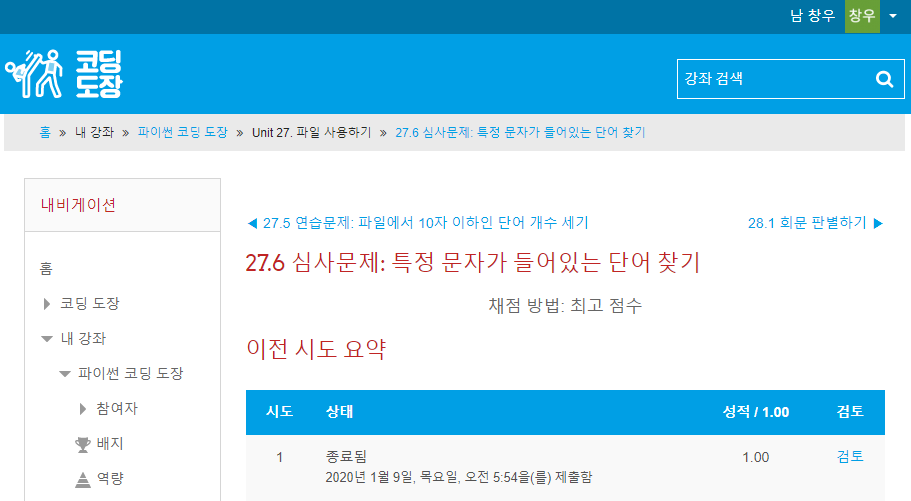 남 창우 창우
코딩
도장
강좌 검색
홈 » 내 강좌 » 파이썬 코딩 도장 » Unit 27. 파일 사용하기 » 27.6 심사문제: 특정 문자가 들어있는 단어 찾기
내비게이션
홈
코딩 도장
내 강좌
파이썬 코딩 도장
참여자
배지
역량
◀ 27.5 연습문제: 파일에서 10자 이하인 단어 개수 세기
28.1 회문 판별하기 ▶
27.6 심사문제: 특정 문자가 들어있는 단어 찾기
채점 방법: 최고 점수
이전 시도 요약
시도 상태 성적 / 1.00 검토
1 종료됨 1.00 검토
2020년 1월 9일, 목요일, 오전 5:54을(를) 제출함